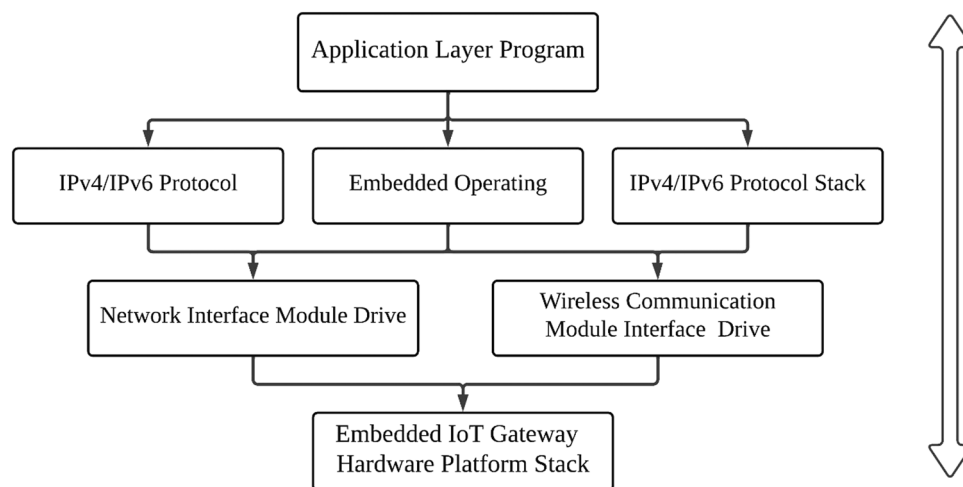 Application Layer Program
IPv4/IPv6 Protocol
Embedded Operating
IPv4/IPv6 Protocol Stack
Network Interface Module Drive
Wireless Communication
Module Interface Drive
Embedded IoT Gateway
Hardware Platform Stack